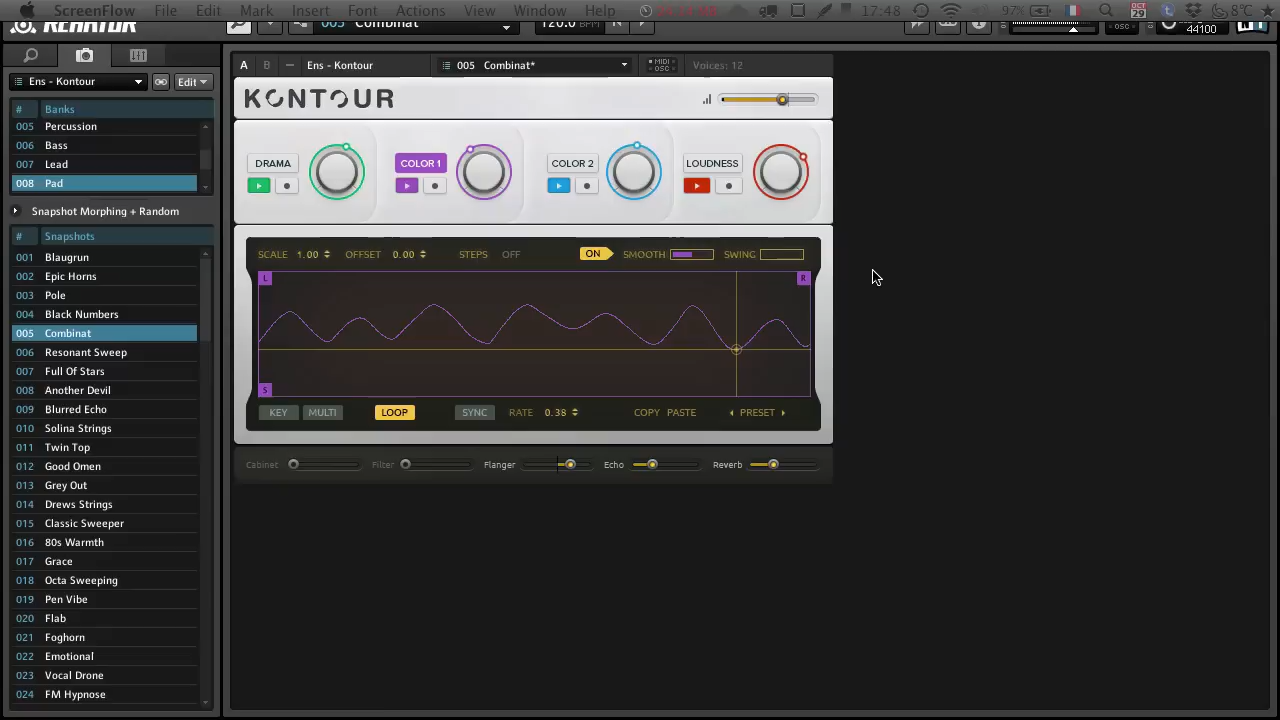 ScreenFlow File Edit Mark Insert Font Actions View Window Help 17:48 97% OCT 29 8°C
REAKTOR 005 Combinat 120.0 BPM 44100
A B Ens - Kontour 005 Combinat* MIDI OSC Voices: 12
Ens - Kontour Edit
KONTOUR
# Banks
005 Percussion
006 Bass
007 Lead
008 Pad
DRAMA COLOR 1 COLOR 2 LOUDNESS
Snapshot Morphing + Random
# Snapshots
001 Blaugrun
002 Epic Horns
003 Pole
004 Black Numbers
005 Combinat
006 Resonant Sweep
007 Full Of Stars
008 Another Devil
009 Blurred Echo
010 Solina Strings
011 Twin Top
012 Good Omen
013 Grey Out
014 Drews Strings
015 Classic Sweeper
016 80s Warmth
017 Grace
018 Octa Sweeping
019 Pen Vibe
020 Flab
021 Foghorn
022 Emotional
023 Vocal Drone
024 FM Hypnose
SCALE 1.00 OFFSET 0.00 STEPS OFF ON SMOOTH SWING
L R
S
KEY MULTI LOOP SYNC RATE 0.38 COPY PASTE PRESET
Cabinet Filter Flanger Echo Reverb